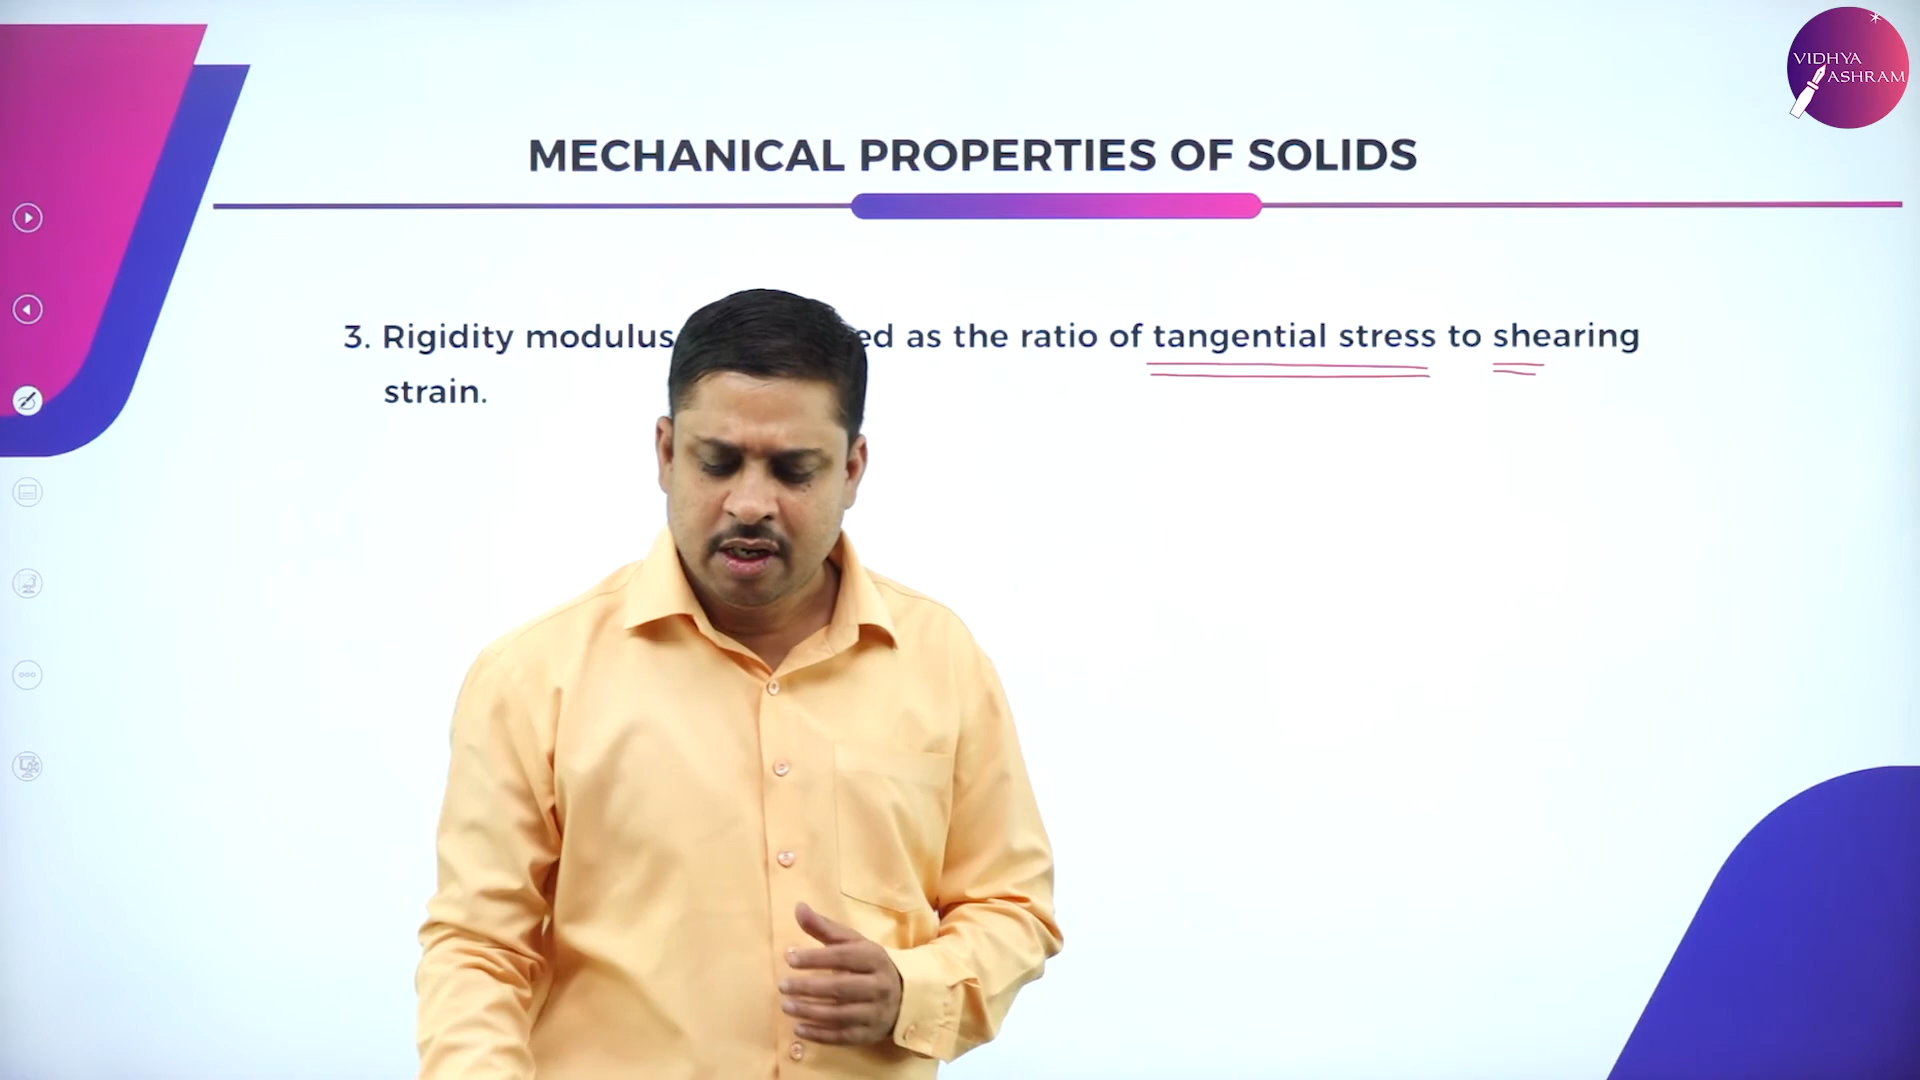 VIDHYA
ASHRAM
MECHANICAL PROPERTIES OF SOLIDS
3. Rigidity modulus ed as the ratio of tangential stress to shearing
strain.